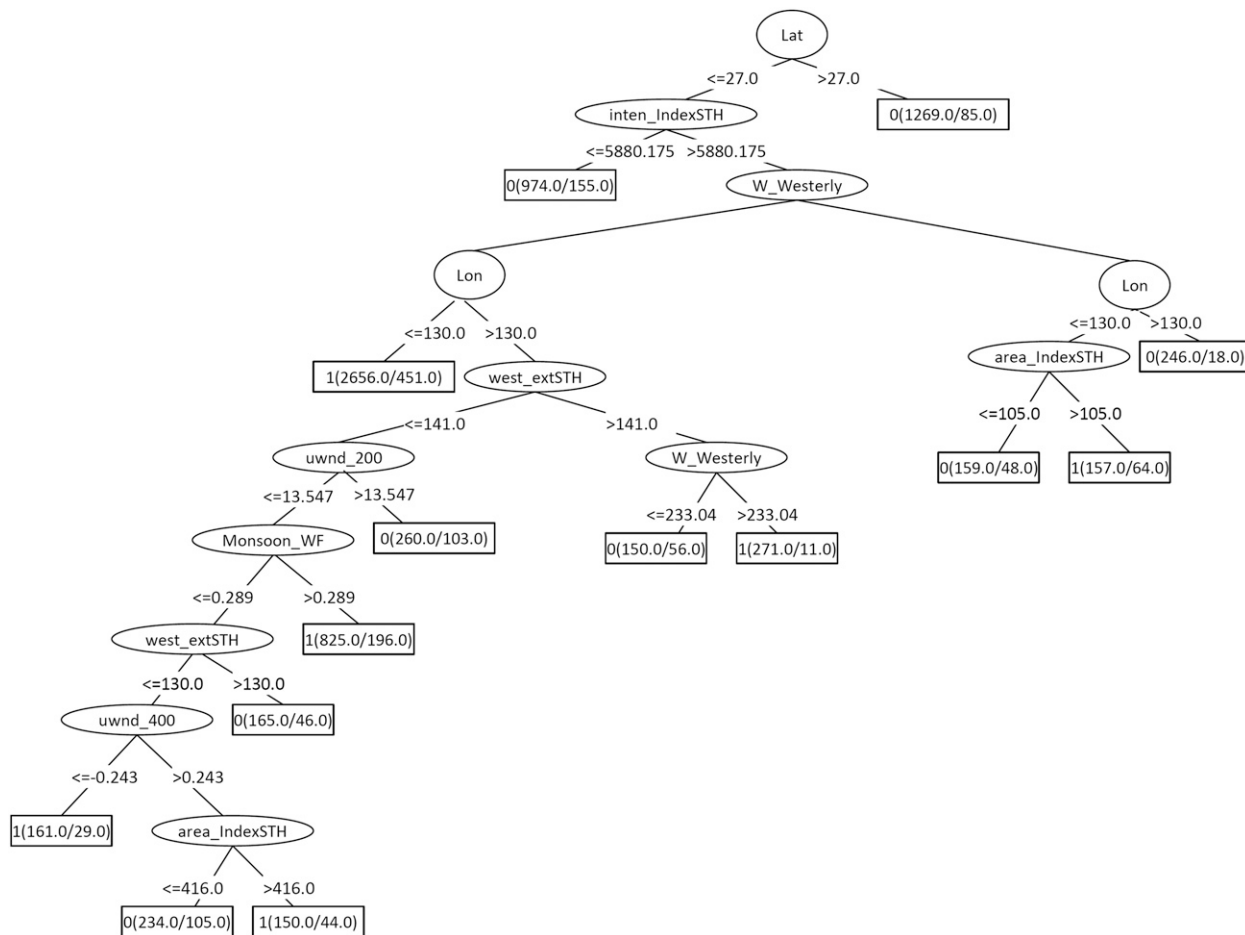 Lat
<=27.0 >27.0
inten_IndexSTH 0(1269.0/85.0)
<=5880.175 >5880.175
0(974.0/155.0) W_Westerly
Lon Lon
<=130.0 >130.0 <=130.0 >130.0
1(2656.0/451.0) west_extSTH area_IndexSTH 0(246.0/18.0)
<=141.0 >141.0 <=105.0 >105.0
uwnd_200 W_Westerly 0(159.0/48.0) 1(157.0/64.0)
<=13.547 >13.547 <=233.04 >233.04
Monsoon_WF 0(260.0/103.0) 0(150.0/56.0) 1(271.0/11.0)
<=0.289 >0.289
west_extSTH 1(825.0/196.0)
<=130.0 >130.0
uwnd_400 0(165.0/46.0)
<=-0.243 >0.243
1(161.0/29.0) area_IndexSTH
<=416.0 >416.0
0(234.0/105.0) 1(150.0/44.0)